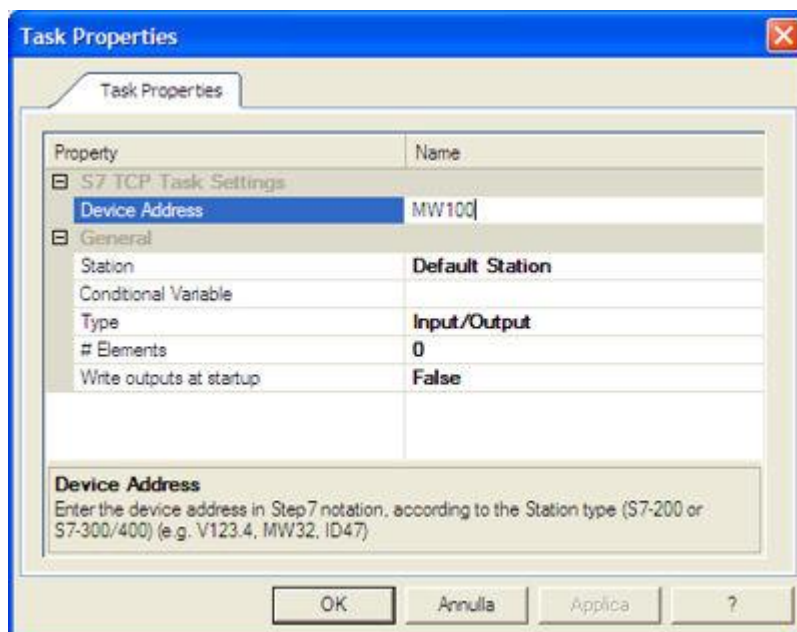 Task Properties
Task Properties
Property Name
S7 TCP Task Settings
Device Address MW100
General
Station Default Station
Conditional Variable
Type Input/Output
# Elements 0
Write outputs at startup False
Device Address
Enter the device address in Step7 notation, according to the Station type (S7-200 or
S7-300/400) (e.g. V123.4, MW32, ID47)
OK Annulla Applica ?